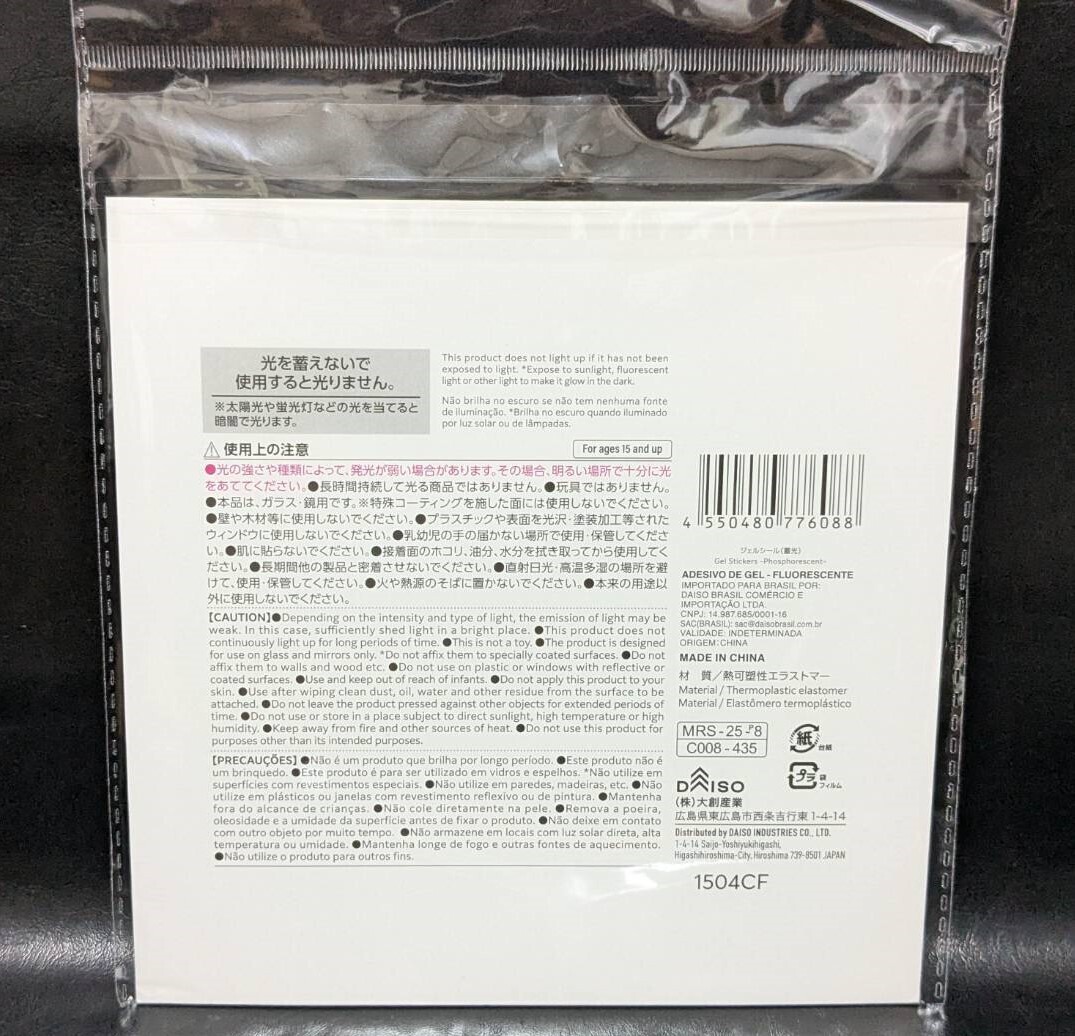 光を蓄えないで
使用すると光りません。
※太陽光や蛍光灯などの光を当てると
暗闇で光ります。
This product does not light up if it has not been
exposed to light. *Expose to sunlight, fluorescent
light or other light to make it glow in the dark.
Não brilha no escuro se não tem nenhuma fonte
de iluminação. *Brilha no escuro quando iluminado
por luz solar ou de lâmpadas.
使用上の注意
For ages 15 and up
●光の強さや種類によって、発光が弱い場合があります。その場合、明るい場所で十分に光
をあててください。●長時間持続して光る商品ではありません。●玩具ではありません。
●本品は、ガラス・鏡用です。※特殊コーティングを施した面には使用しないでください。
●壁や木材等に使用しないでください。●プラスチックや表面を光沢・塗装加工等された
ウィンドウに使用しないでください。●乳幼児の手の届かない場所で使用・保管してくださ
い。●肌に貼らないでください。●接着面のホコリ、油分、水分を拭き取ってから使用してく
ださい。●長期間他の製品と密着させないでください。●直射日光・高温多湿の場所を避
けて、使用・保管してください。●火や熱源のそばに置かないでください。●本来の用途以
外に使用しないでください。
【CAUTION】●Depending on the intensity and type of light, the emission of light may be
weak. In this case, sufficiently shed light in a bright place. ●This product does not
continuously light up for long periods of time. ●This is not a toy. ●The product is designed
for use on glass and mirrors only. *Do not affix them to specially coated surfaces. ●Do not
affix them to walls and wood etc. ●Do not use on plastic or windows with reflective or
coated surfaces. ●Use and keep out of reach of infants. ●Do not apply this product to your
skin. ●Use after wiping clean dust, oil, water and other residue from the surface to be
attached. ●Do not leave the product pressed against other objects for extended periods of
time. ●Do not use or store in a place subject to direct sunlight, high temperature or high
humidity. ●Keep away from fire and other sources of heat. ●Do not use this product for
purposes other than its intended purposes.
【PRECAUÇÕES】●Não é um produto que brilha por longo período. ●Este produto não é
um brinquedo. ●Este produto é para ser utilizado em vidros e espelhos. *Não utilize em
superfícies com revestimentos especiais. ●Não utilize em paredes, madeiras, etc. ●Não
utilize em plásticos ou janelas com revestimento reflexivo ou de pintura. ●Mantenha
fora do alcance de crianças. ●Não cole diretamente na pele. ●Remova a poeira,
oleosidade e a umidade da superfície antes de fixar o produto. ●Não deixe em contato
com outro objeto por muito tempo. ●Não armazene em locais com luz solar direta, alta
temperatura ou umidade. ●Mantenha longe de fogo e outras fontes de aquecimento.
●Não utilize o produto para outros fins.
4 550480 776088
ジェルシール(蓄光)
Gel Stickers -Phosphorescent-
ADESIVO DE GEL - FLUORESCENTE
IMPORTADO PARA BRASIL POR:
DAISO BRASIL COMÉRCIO E
IMPORTAÇÃO LTDA.
CNPJ: 14.987.685/0001-16
SAC(BRASIL): sac@daisobrasil.com.br
VALIDADE: INDETERMINADA
ORIGEM:CHINA
MADE IN CHINA
材 質/熱可塑性エラストマー
Material / Thermoplastic elastomer
Material / Elastômero termoplástico
MRS-25-P8
C008-435
紙 台紙
プラ 袋 フィルム
DAISO
(株)大創産業
広島県東広島市西条吉行東 1-4-14
Distributed by DAISO INDUSTRIES CO., LTD.
1-4-14 Saijo-Yoshiyukihigashi,
Higashihiroshima-City, Hiroshima 739-8501 JAPAN
1504CF